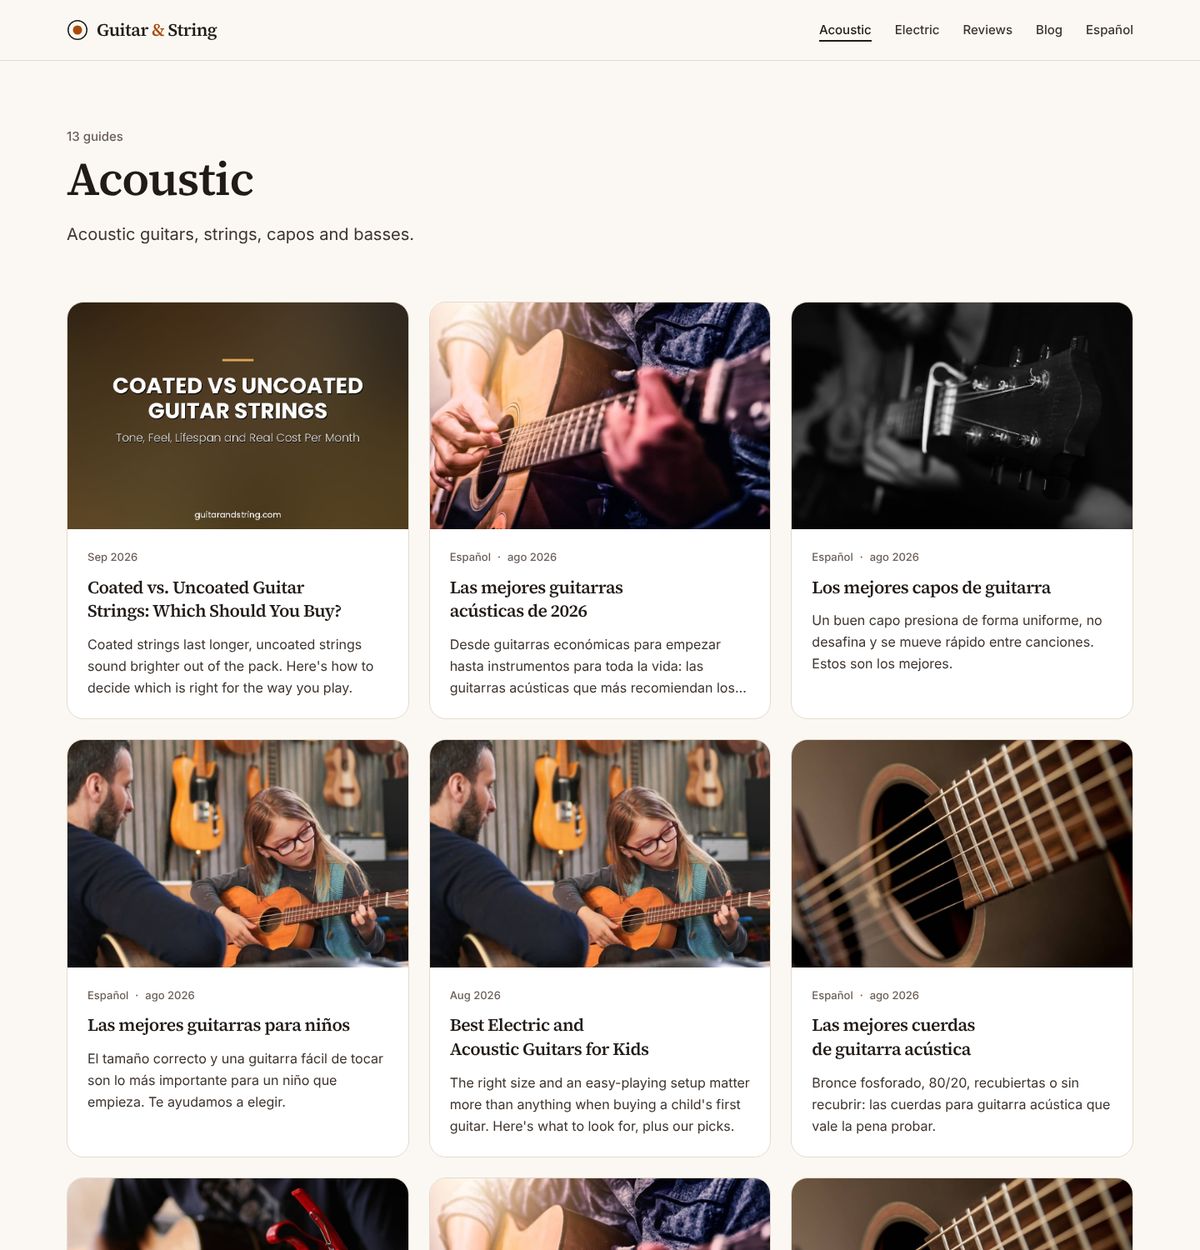 Guitar & String
Acoustic
Electric
Reviews
Blog
Español
13 guides
Acoustic
Acoustic guitars, strings, capos and basses.
COATED VS UNCOATED
GUITAR STRINGS
Tone, Feel, Lifespan and Real Cost Per Month
guitarandstring.com
Sep 2026
Coated vs. Uncoated Guitar
Strings: Which Should You Buy?
Coated strings last longer, uncoated strings
sound brighter out of the pack. Here's how to
decide which is right for the way you play.
Español · ago 2026
Las mejores guitarras
acústicas de 2026
Desde guitarras económicas para empezar
hasta instrumentos para toda la vida: las
guitarras acústicas que más recomiendan los...
Español · ago 2026
Los mejores capos de guitarra
Un buen capo presiona de forma uniforme, no
desafina y se mueve rápido entre canciones.
Estos son los mejores.
Español · ago 2026
Las mejores guitarras para niños
El tamaño correcto y una guitarra fácil de tocar
son lo más importante para un niño que
empieza. Te ayudamos a elegir.
Aug 2026
Best Electric and
Acoustic Guitars for Kids
The right size and an easy-playing setup matter
more than anything when buying a child's first
guitar. Here's what to look for, plus our picks.
Español · ago 2026
Las mejores cuerdas
de guitarra acústica
Bronce fosforado, 80/20, recubiertas o sin
recubrir: las cuerdas para guitarra acústica que
vale la pena probar.